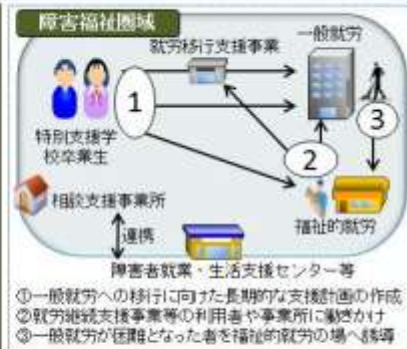 障害福祉圏域
一般就労
就労移行支援事業
①
③
②
特別支援学
校卒業生
相談支援事業所
福祉的就労
連携
障害者就業・生活支援センター等
①一般就労への移行に向けた長期的な支援計画の作成
②就労継続支援事業等の利用者や事業所に働きかけ
③一般就労が困難となった者を福祉的就労の場へ誘導